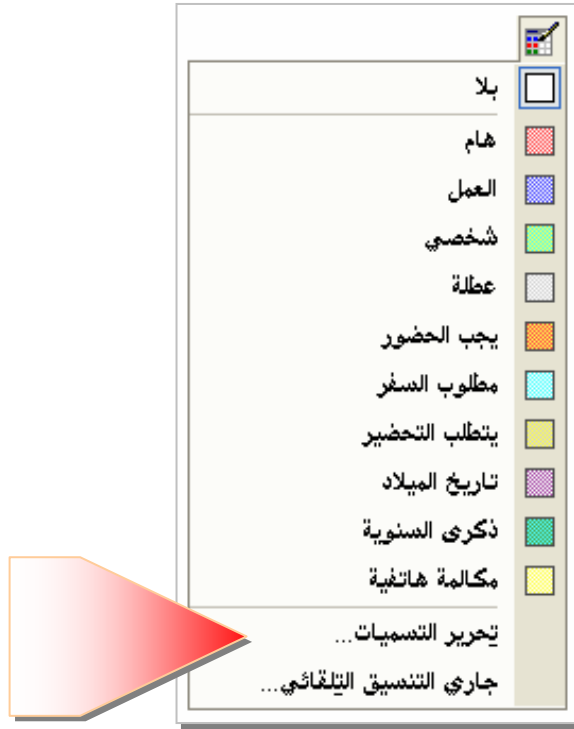 بلا
هام
العمل
شخصي
عطلة
يجب الحضور
مطلوب السفر
يتطلب التحضير
تاريخ الميلاد
ذكرى السنوية
مكالمة هاتفية
تحرير التسميات...
جاري التنسيق التلقائي...